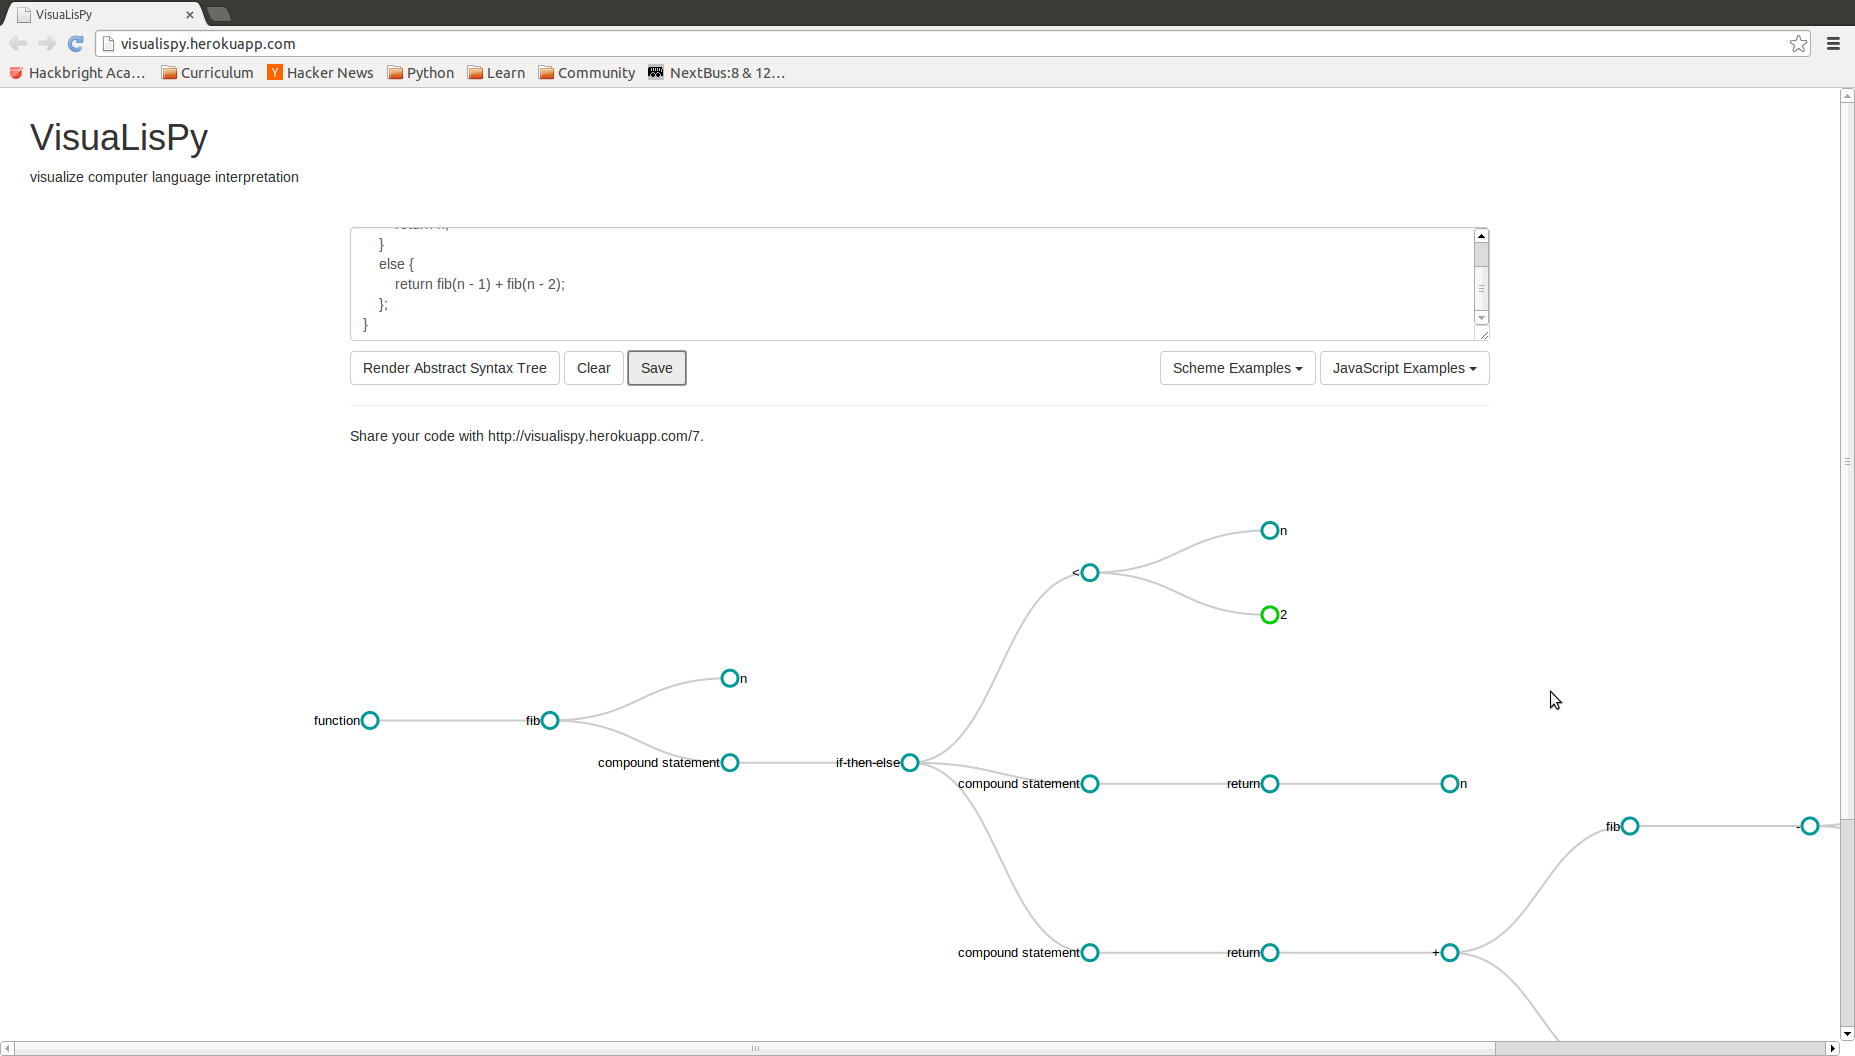 VisuaLisPy
visualispy.herokuapp.com
Hackbright Aca... Curriculum Hacker News Python Learn Community NextBus:8 & 12...
VisuaLisPy
visualize computer language interpretation
}
else {
return fib(n - 1) + fib(n - 2);
};
}
Render Abstract Syntax Tree Clear Save Scheme Examples JavaScript Examples
Share your code with http://visualispy.herokuapp.com/7.
n
<
2
n
function fib
compound statement if-then-else
compound statement return n
fib -
compound statement return +